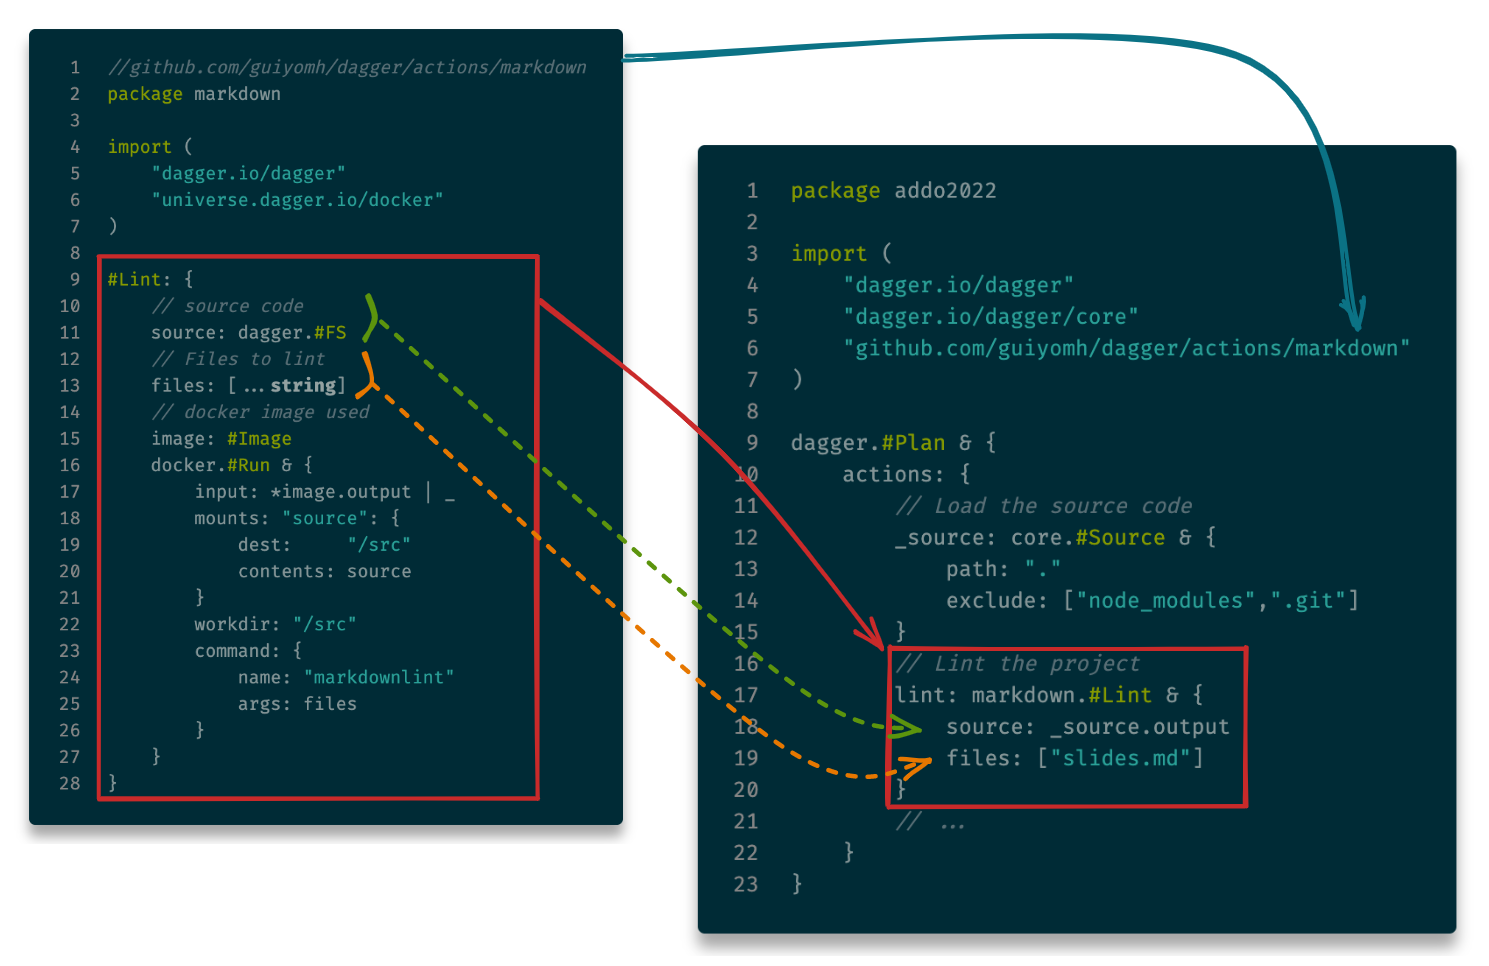 1 //github.com/guiyomh/dagger/actions/markdown
2 package markdown
3
4 import (
5 "dagger.io/dagger"
6 "universe.dagger.io/docker"
7 )
8
9 #Lint: {
10 // source code
11 source: dagger.#FS
12 // Files to lint
13 files: [...string]
14 // docker image used
15 image: #Image
16 docker.#Run & {
17 input: *image.output | _
18 mounts: "source": {
19 dest: "/src"
20 contents: source
21 }
22 workdir: "/src"
23 command: {
24 name: "markdownlint"
25 args: files
26 }
27 }
28 }
1 package addo2022
2
3 import (
4 "dagger.io/dagger"
5 "dagger.io/dagger/core"
6 "github.com/guiyomh/dagger/actions/markdown"
7 )
8
9 dagger.#Plan & {
10 actions: {
11 // Load the source code
12 _source: core.#Source & {
13 path: "."
14 exclude: ["node_modules",".git"]
15 }
16 // Lint the project
17 lint: markdown.#Lint & {
18 source: _source.output
19 files: ["slides.md"]
20 }
21 // ...
22 }
23 }